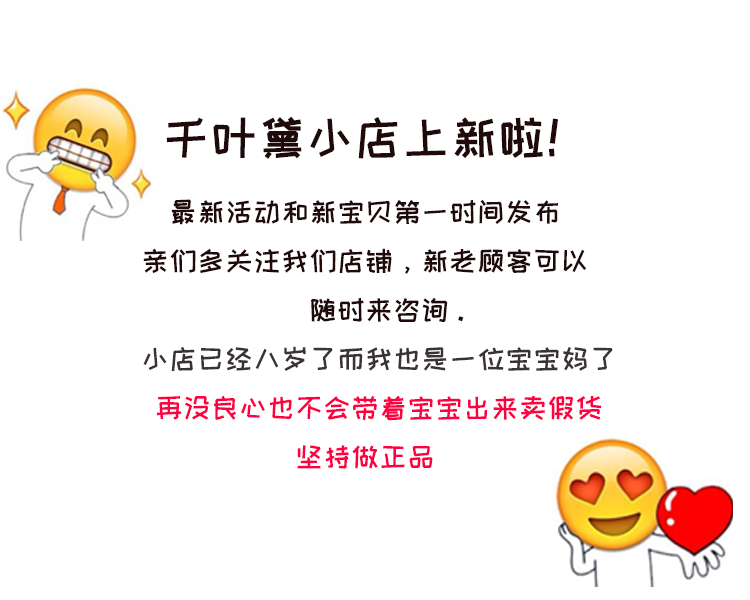 千叶黛小店上新啦!
最新活动和新宝贝第一时间发布
亲们多关注我们店铺，新老顾客可以
随时来咨询.
小店已经八岁了而我也是一位宝宝妈了
再没良心也不会带着宝宝出来卖假货
坚持做正品